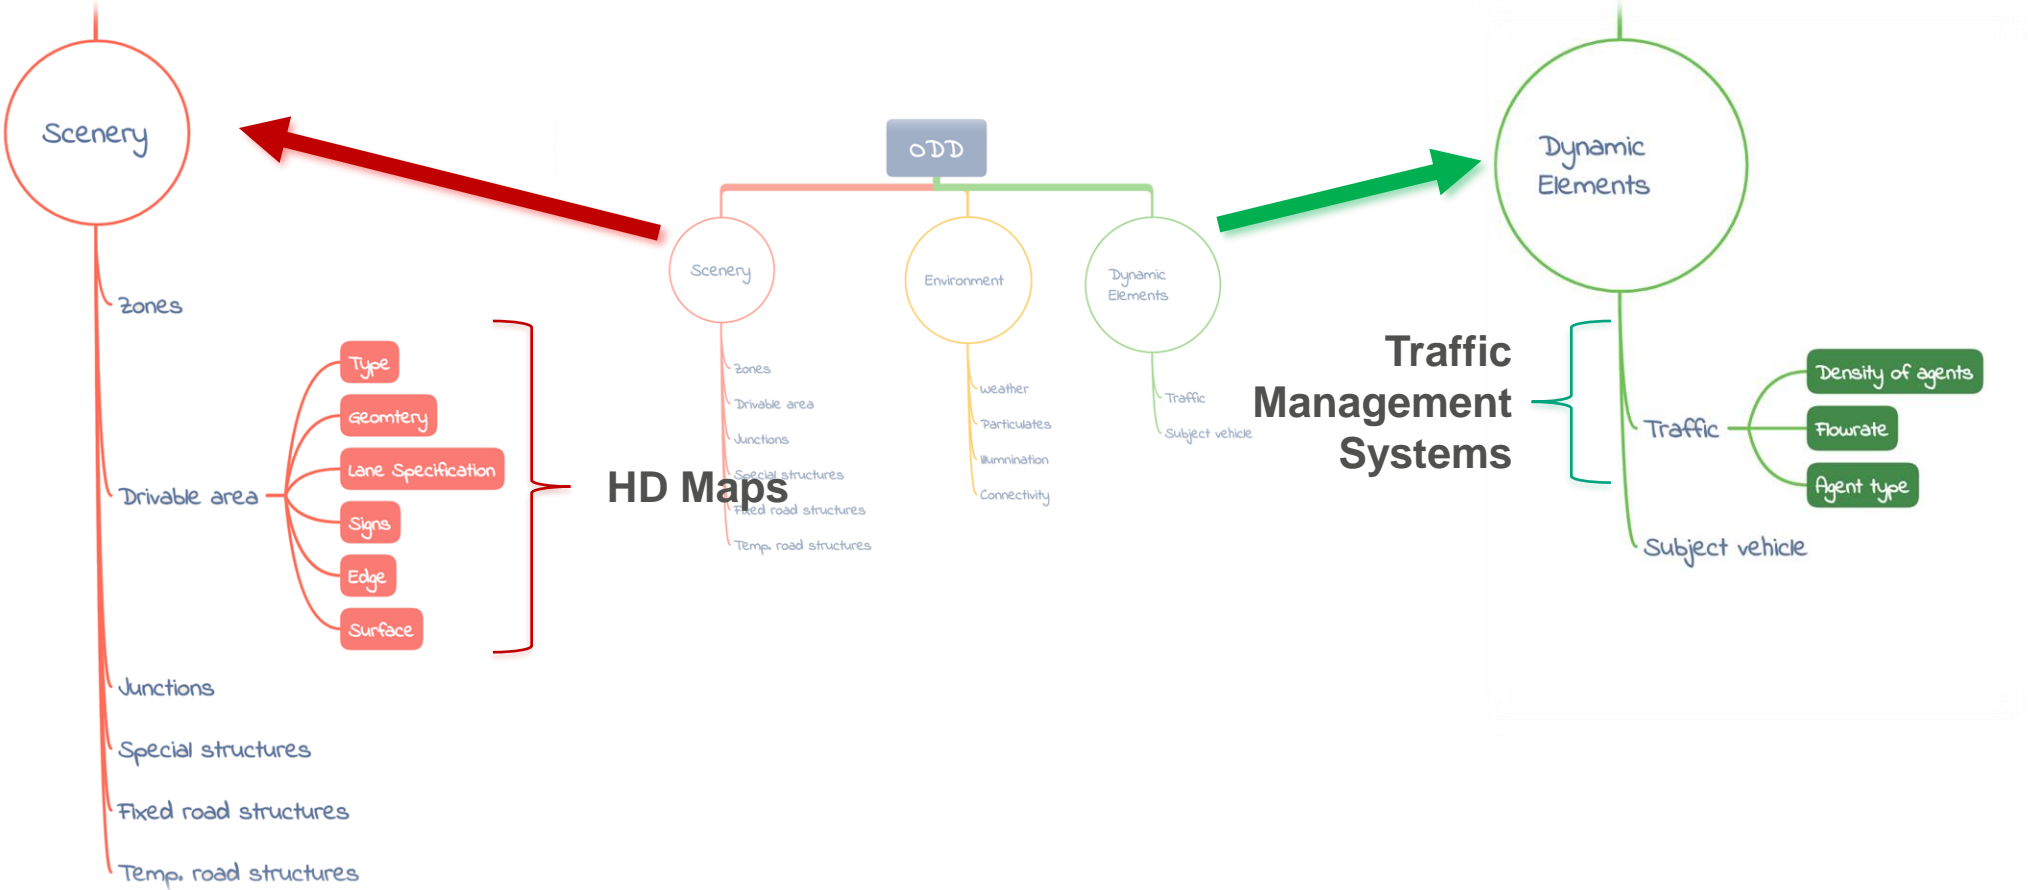 Scenery
Zones
Drivable area
Type
Geomtery
Lane Specification
Signs
Edge
Surface
Junctions
Special structures
Fixed road structures
Temp. road structures
HD Maps
ODD
Scenery
Zones
Drivable area
Junctions
Special structures
Fixed road structures
Temp. road structures
Environment
Weather
Particulates
Illumnination
Connectivity
Dynamic
Elements
Traffic
Subject vehicle
Traffic
Management
Systems
Dynamic
Elements
Traffic
Density of agents
Flowrate
Agent type
Subject vehicle